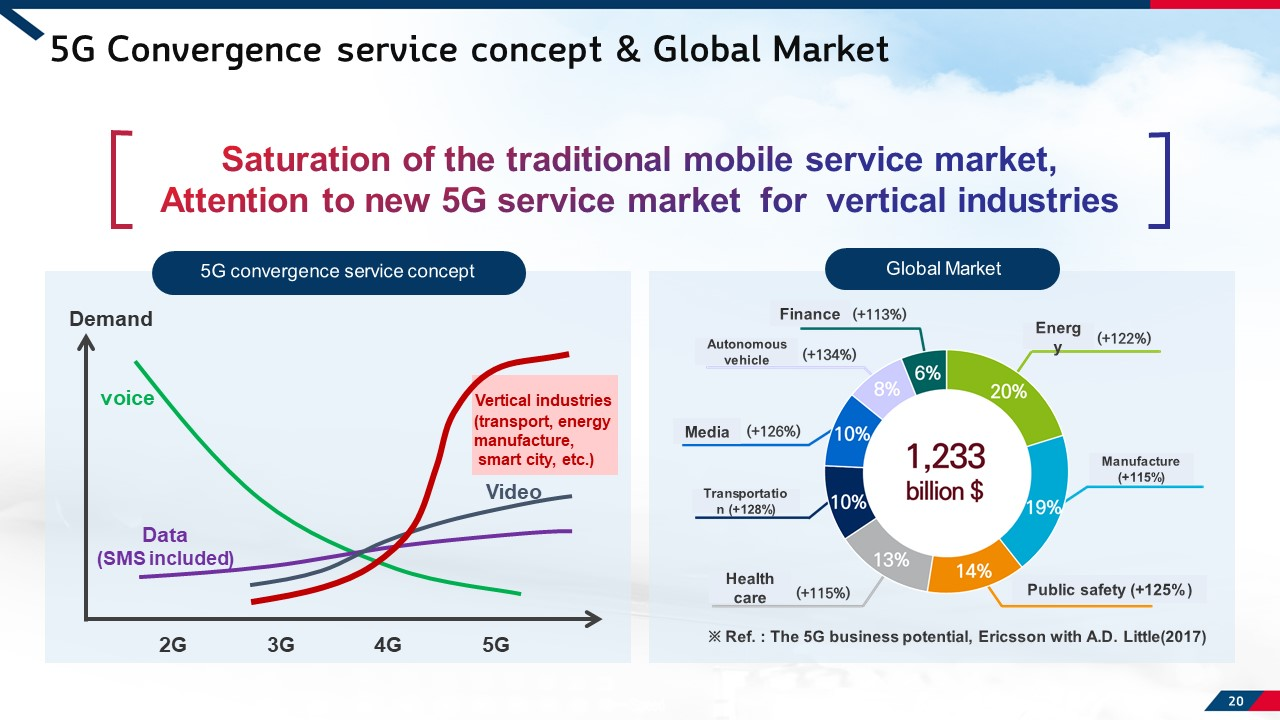 5G Convergence service concept & Global Market
Saturation of the traditional mobile service market,
Attention to new 5G service market for vertical industries
5G convergence service concept
Demand
voice
Vertical industries
(transport, energy
manufacture,
smart city, etc.)
Video
Data
(SMS included)
2G 3G 4G 5G
Global Market
Finance (+113%)
Energ
y (+122%)
Autonomous
vehicle (+134%)
6%
20%
8%
Media (+126%)
10%
1,233
billion $
Manufacture
(+115%)
Transportatio
n (+128%)
10%
19%
13%
14%
Health
care (+115%)
Public safety (+125%)
※ Ref. : The 5G business potential, Ericsson with A.D. Little(2017)
20